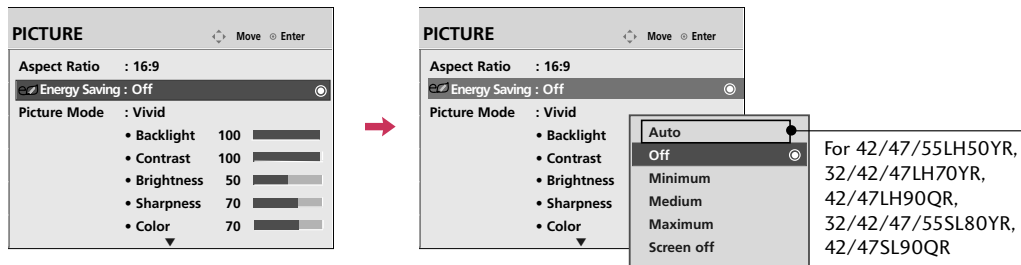 PICTURE
Move Enter
Aspect Ratio : 16:9
eco Energy Saving : Off
Picture Mode : Vivid
• Backlight 100
• Contrast 100
• Brightness 50
• Sharpness 70
• Color 70
PICTURE
Move Enter
Aspect Ratio : 16:9
eco Energy Saving : Off
Picture Mode : Vivid
• Backlight
• Contrast
• Brightness
• Sharpness
• Color
Auto
Off
Minimum
Medium
Maximum
Screen off
For 42/47/55LH50YR,
32/42/47LH70YR,
42/47LH90QR,
32/42/47/55SL80YR,
42/47SL90QR